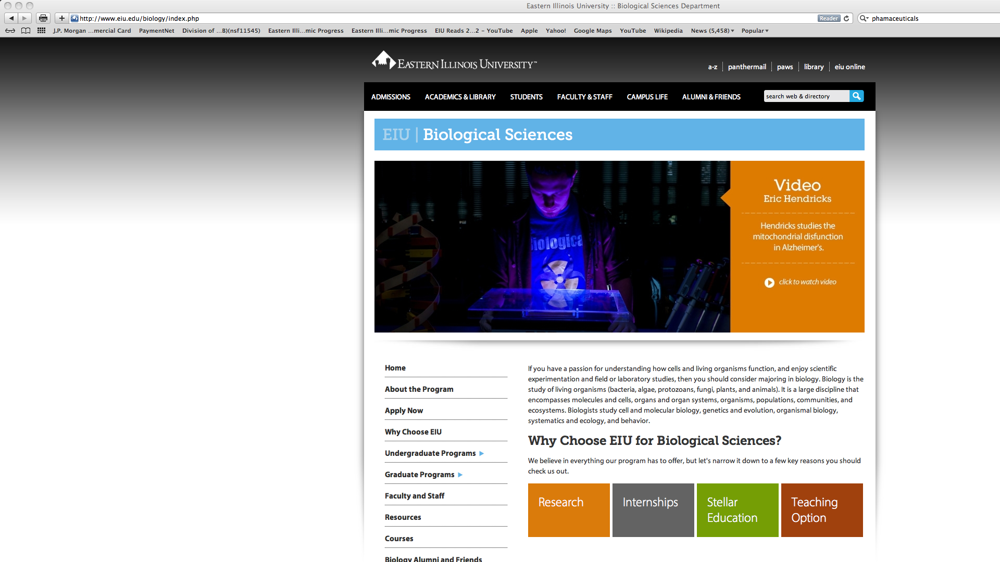 Eastern Illinois University :: Biological Sciences Department
http://www.eiu.edu/biology/index.php
Reader
phamaceuticals
J.P. Morgan ...mercial Card PaymentNet Division of ...B)(nsf11545) Eastern Illi...mic Progress Eastern Illi...mic Progress EIU Reads 2...2 – YouTube Apple Yahoo! Google Maps YouTube Wikipedia News (5,458) Popular
EASTERN ILLINOIS UNIVERSITY™
a-z panthermail paws library eiu online
ADMISSIONS ACADEMICS & LIBRARY STUDENTS FACULTY & STAFF CAMPUS LIFE ALUMNI & FRIENDS
search web & directory
EIU | Biological Sciences
Biologica
Video
Eric Hendricks
Hendricks studies the
mitochondrial disfunction
in Alzheimer's.
click to watch video
Home
About the Program
Apply Now
Why Choose EIU
Undergraduate Programs
Graduate Programs
Faculty and Staff
Resources
Courses
Biology Alumni and Friends
If you have a passion for understanding how cells and living organisms function, and enjoy scientific
experimentation and field or laboratory studies, then you should consider majoring in biology. Biology is the
study of living organisms (bacteria, algae, protozoans, fungi, plants, and animals). It is a large discipline that
encompasses molecules and cells, organs and organ systems, organisms, populations, communities, and
ecosystems. Biologists study cell and molecular biology, genetics and evolution, organismal biology,
systematics and ecology, and behavior.
Why Choose EIU for Biological Sciences?
We believe in everything our program has to offer, but let's narrow it down to a few key reasons you should
check us out.
Research
Internships
Stellar
Education
Teaching
Option